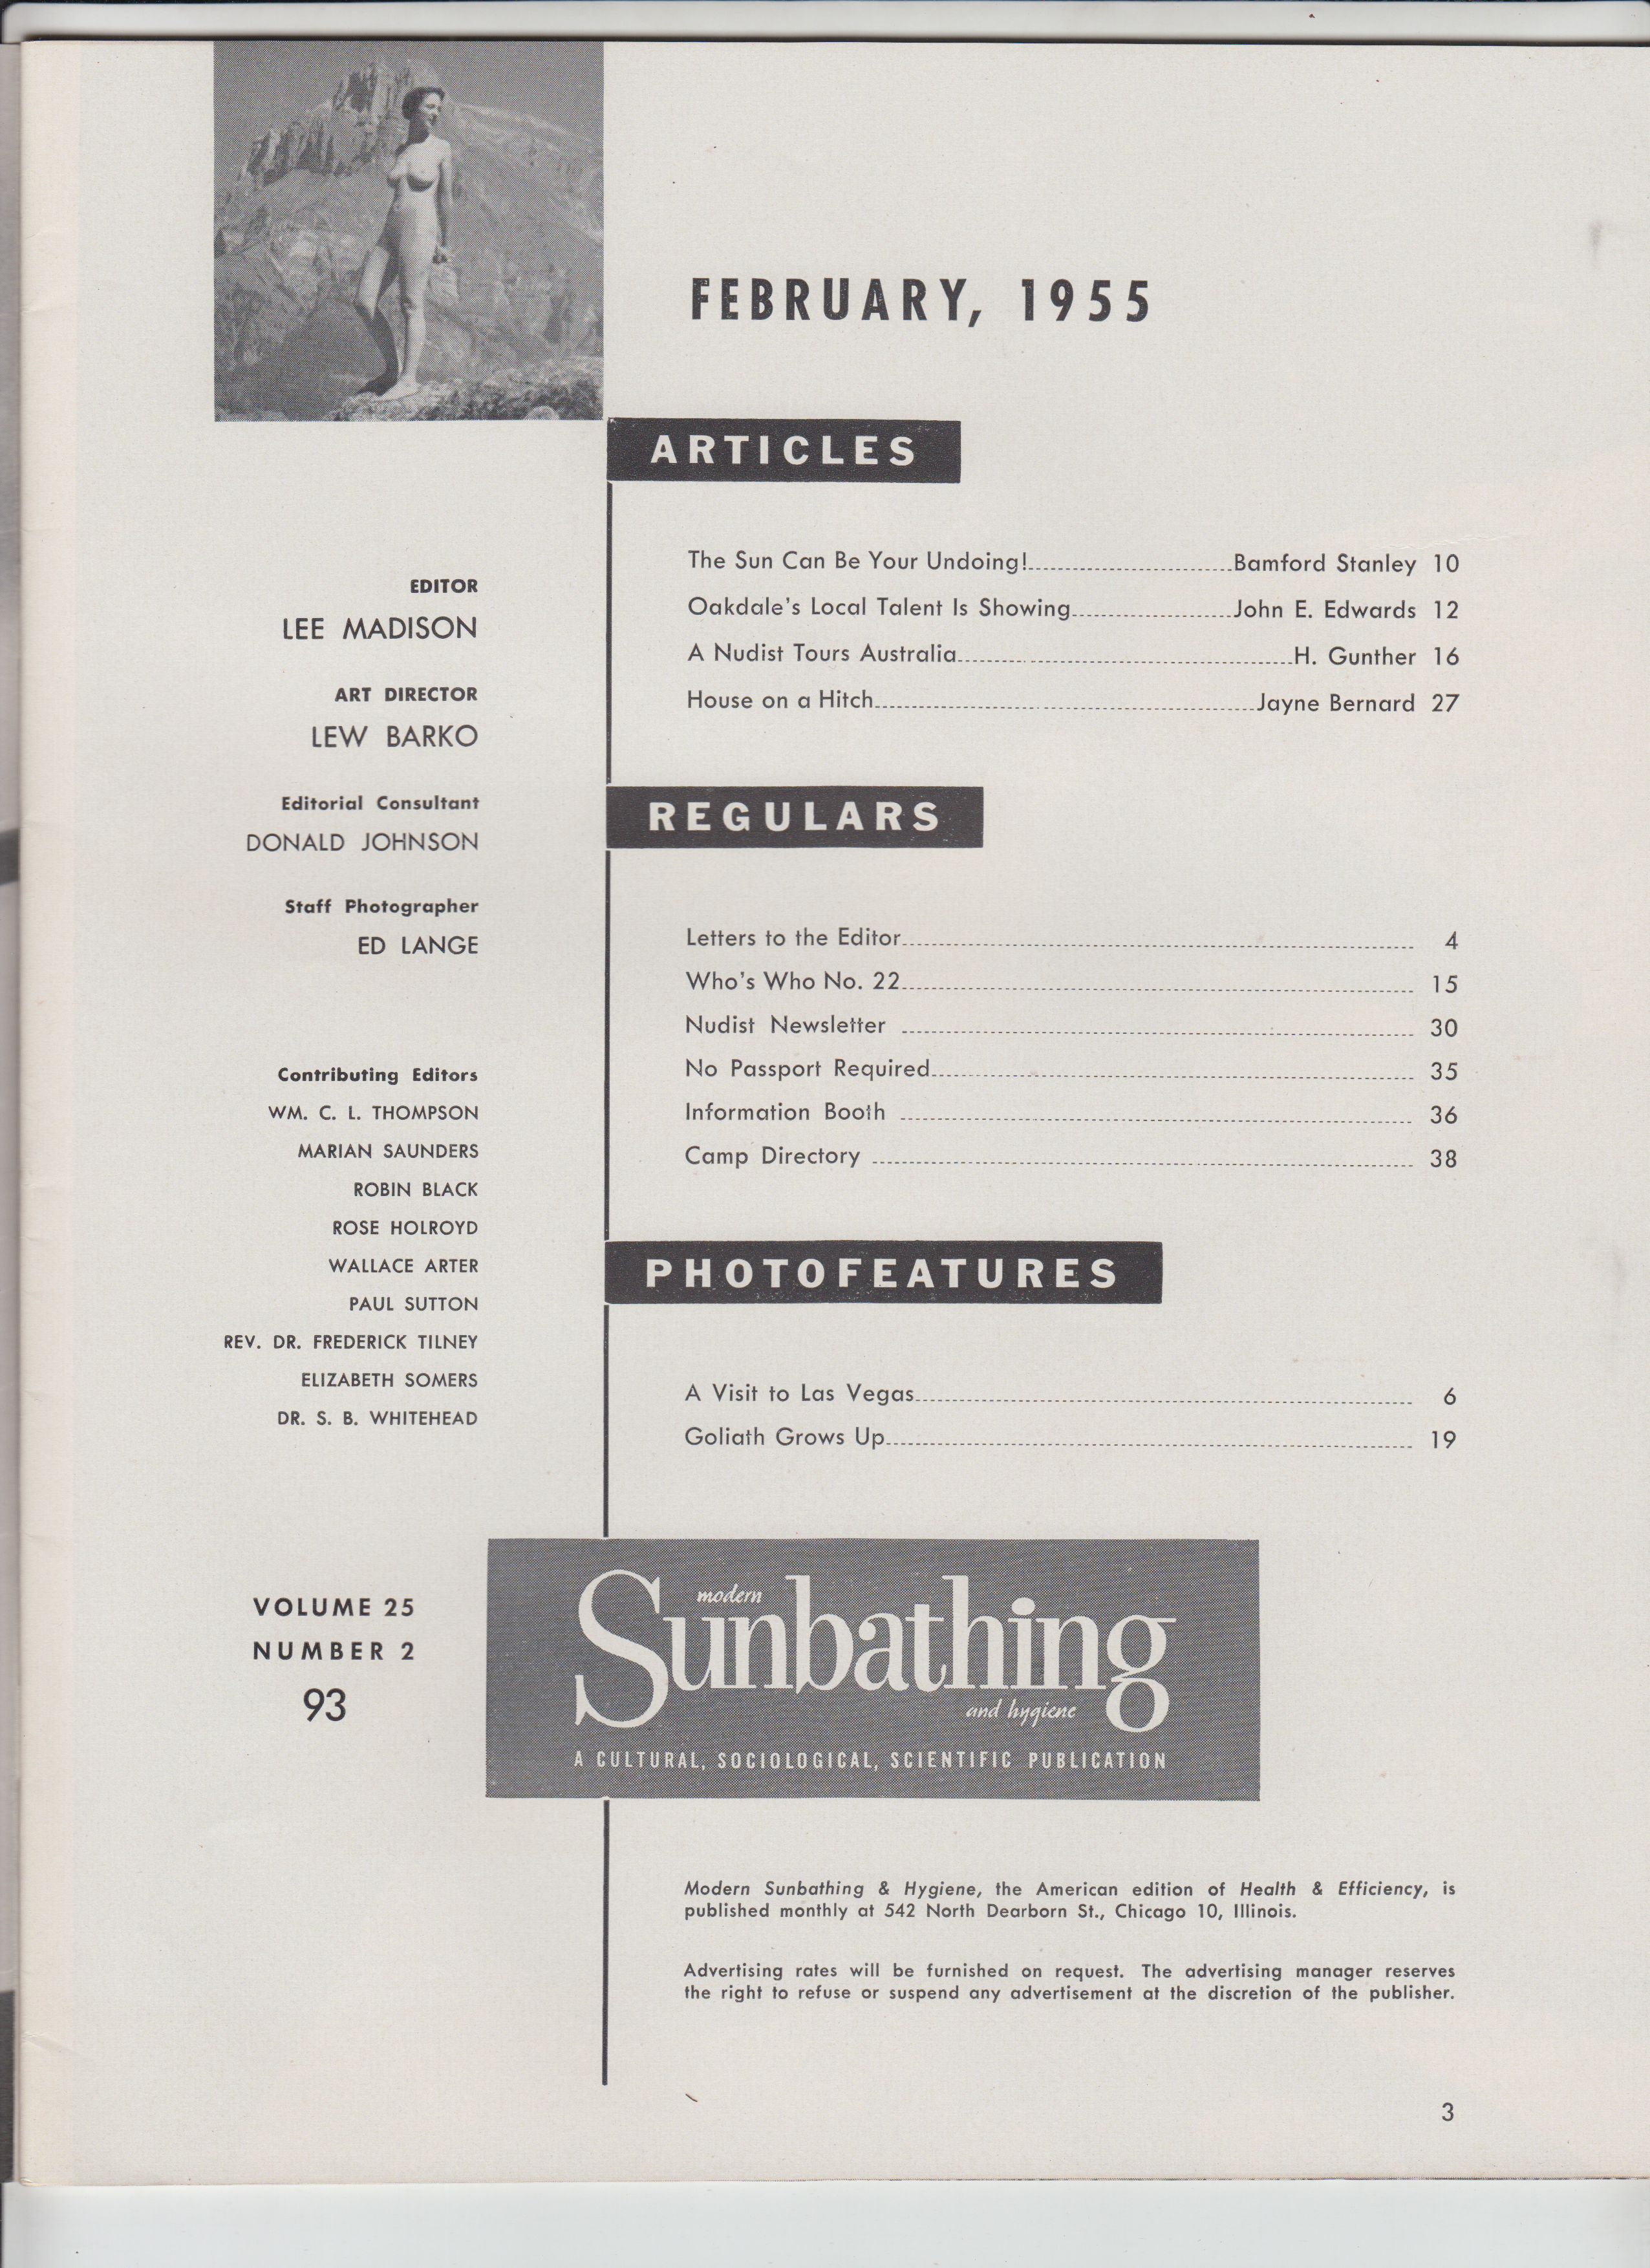 FEBRUARY, 1955
ARTICLES
The Sun Can Be Your Undoing! Bamford Stanley 10
Oakdale's Local Talent Is Showing John E. Edwards 12
A Nudist Tours Australia H. Gunther 16
House on a Hitch Jayne Bernard 27
EDITOR
LEE MADISON
ART DIRECTOR
LEW BARKO
Editorial Consultant
DONALD JOHNSON
Staff Photographer
ED LANGE
Contributing Editors
WM. C. L. THOMPSON
MARIAN SAUNDERS
ROBIN BLACK
ROSE HOLROYD
WALLACE ARTER
PAUL SUTTON
REV. DR. FREDERICK TILNEY
ELIZABETH SOMERS
DR. S. B. WHITEHEAD
REGULARS
Letters to the Editor 4
Who's Who No. 22 15
Nudist Newsletter 30
No Passport Required 35
Information Booth 36
Camp Directory 38
PHOTOFEATURES
A Visit to Las Vegas 6
Goliath Grows Up 19
VOLUME 25
NUMBER 2
93
modern
Sunbathing
and hygiene
A CULTURAL, SOCIOLOGICAL, SCIENTIFIC PUBLICATION
Modern Sunbathing & Hygiene, the American edition of Health & Efficiency, is
published monthly at 542 North Dearborn St., Chicago 10, Illinois.
Advertising rates will be furnished on request. The advertising manager reserves
the right to refuse or suspend any advertisement at the discretion of the publisher.
3